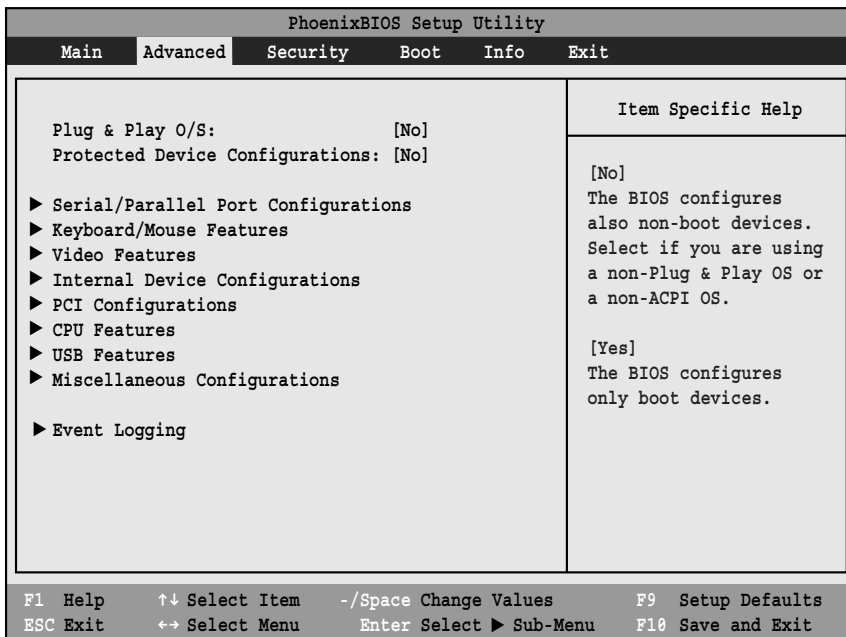 PhoenixBIOS Setup Utility
Main Advanced Security Boot Info Exit
Plug & Play O/S: [No]
Protected Device Configurations: [No]
▶ Serial/Parallel Port Configurations
▶ Keyboard/Mouse Features
▶ Video Features
▶ Internal Device Configurations
▶ PCI Configurations
▶ CPU Features
▶ USB Features
▶ Miscellaneous Configurations
▶ Event Logging
Item Specific Help
[No]
The BIOS configures
also non-boot devices.
Select if you are using
a non-Plug & Play OS or
a non-ACPI OS.
[Yes]
The BIOS configures
only boot devices.
F1 Help ↑↓ Select Item -/Space Change Values F9 Setup Defaults
ESC Exit ←→ Select Menu Enter Select ▶ Sub-Menu F10 Save and Exit